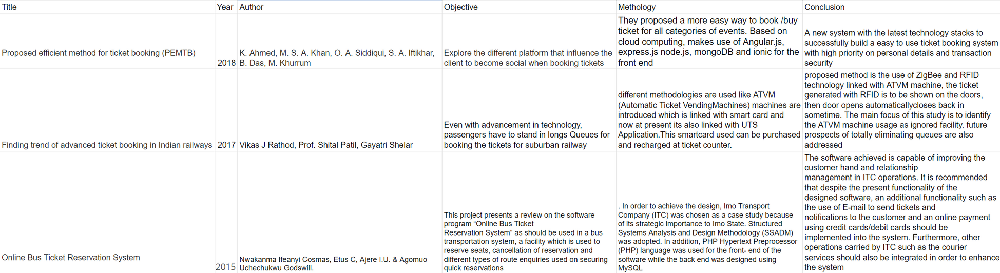 Title
Year
Author
Objective
Methology
Conclusion
Proposed efficient method for ticket booking (PEMTB)
2018
K. Ahmed, M. S. A. Khan, O. A. Siddiqui, S. A. Iftikhar,
B. Das, M. Khurrum
Explore the different platform that influence the
client to become social when booking tickets
They proposed a more easy way to book /buy
ticket for all categories of events. Based on
cloud computing, makes use of Angular.js,
express.js node.js, mongoDB and ionic for the
front end
A new system with the latest technology stacks to
successfully build a easy to use ticket booking system
with high priority on personal details and transaction
security
Finding trend of advanced ticket booking in Indian railways
2017
Vikas J Rathod, Prof. Shital Patil, Gayatri Shelar
Even with advancement in technology,
passengers have to stand in longs Queues for
booking the tickets for suburban railway
different methodologies are used like ATVM
(Automatic Ticket VendingMachines) machines are
introduced which is linked with smart card and
now at present its also linked with UTS
Application.This smartcard used can be purchased
and recharged at ticket counter.
proposed method is the use of ZigBee and RFID
technology linked with ATVM machine, the ticket
generated with RFID is to be shown on the doors,
then door opens automaticallycloses back in
sometime. The main focus of this study is to identify
the ATVM machine usage as ignored facility. future
prospects of totally eliminating queues are also
addressed
Online Bus Ticket Reservation System
2015
Nwakanma Ifeanyi Cosmas, Etus C, Ajere I.U. & Agomuo
Uchechukwu Godswill.
This project presents a review on the software
program “Online Bus Ticket
Reservation System” as should be used in a bus
transportation system, a facility which is used to
reserve seats, cancellation of reservation and
different types of route enquiries used on securing
quick reservations
. In order to achieve the design, Imo Transport
Company (ITC) was chosen as a case study because
of its strategic importance to Imo State. Structured
Systems Analysis and Design Methodology (SSADM)
was adopted. In addition, PHP Hypertext Preprocessor
(PHP) language was used for the front- end of the
software while the back end was designed using
MySQL
The software achieved is capable of improving the
customer hand and relationship
management in ITC operations. It is recommended
that despite the present functionality of the
designed software, an additional functionality such as
the use of E-mail to send tickets and
notifications to the customer and an online payment
using credit cards/debit cards should be
implemented into the system. Furthermore, other
operations carried by ITC such as the courier
services should also be integrated in order to enhance
the system